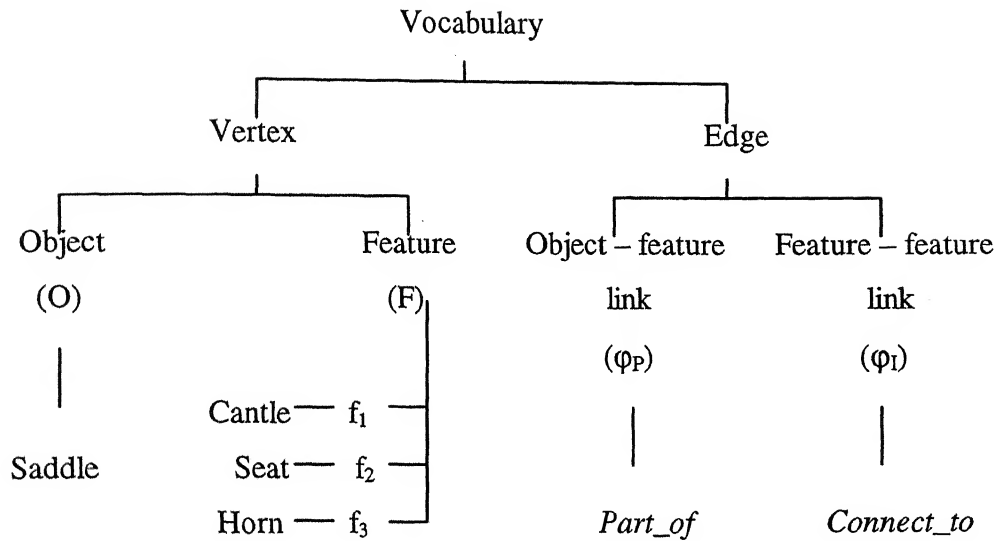 Vocabulary
Vertex Edge
Object Feature Object – feature Feature – feature
(O) (F) link link
(φP) (φI)
Cantle f1
Saddle Seat f2
Horn f3 Part_of Connect_to